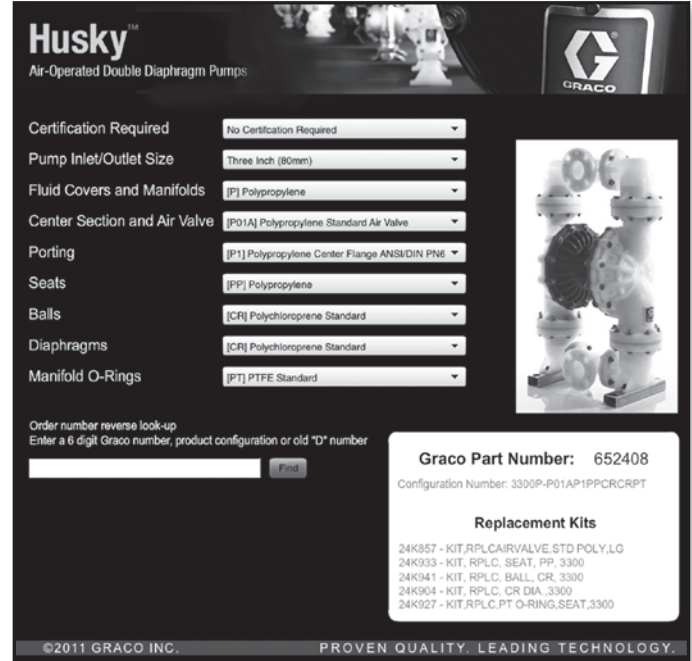 Husky™
Air-Operated Double Diaphragm Pumps
GRACO
Certification Required No Certifcation Required
Pump Inlet/Outlet Size Three Inch (80mm)
Fluid Covers and Manifolds [P] Polypropylene
Center Section and Air Valve [P01A] Polypropylene Standard Air Valve
Porting [P1] Polypropylene Center Flange ANSI/DIN PN6
Seats [PP] Polypropylene
Balls [CR] Polychloroprene Standard
Diaphragms [CR] Polychloroprene Standard
Manifold O-Rings [PT] PTFE Standard
Order number reverse look-up
Enter a 6 digit Graco number, product configuration or old "D" number
Find
Graco Part Number: 652408
Configuration Number: 3300P-P01AP1PPCRCRPT
Replacement Kits
24K857 - KIT,RPLCAIRVALVE,STD POLY,LG
24K933 - KIT, RPLC, SEAT, PP, 3300
24K941 - KIT, RPLC, BALL, CR, 3300
24K904 - KIT, RPLC, CR DIA.,3300
24K927 - KIT,RPLC,PT O-RING,SEAT,3300
©2011 GRACO INC. PROVEN QUALITY. LEADING TECHNOLOGY.